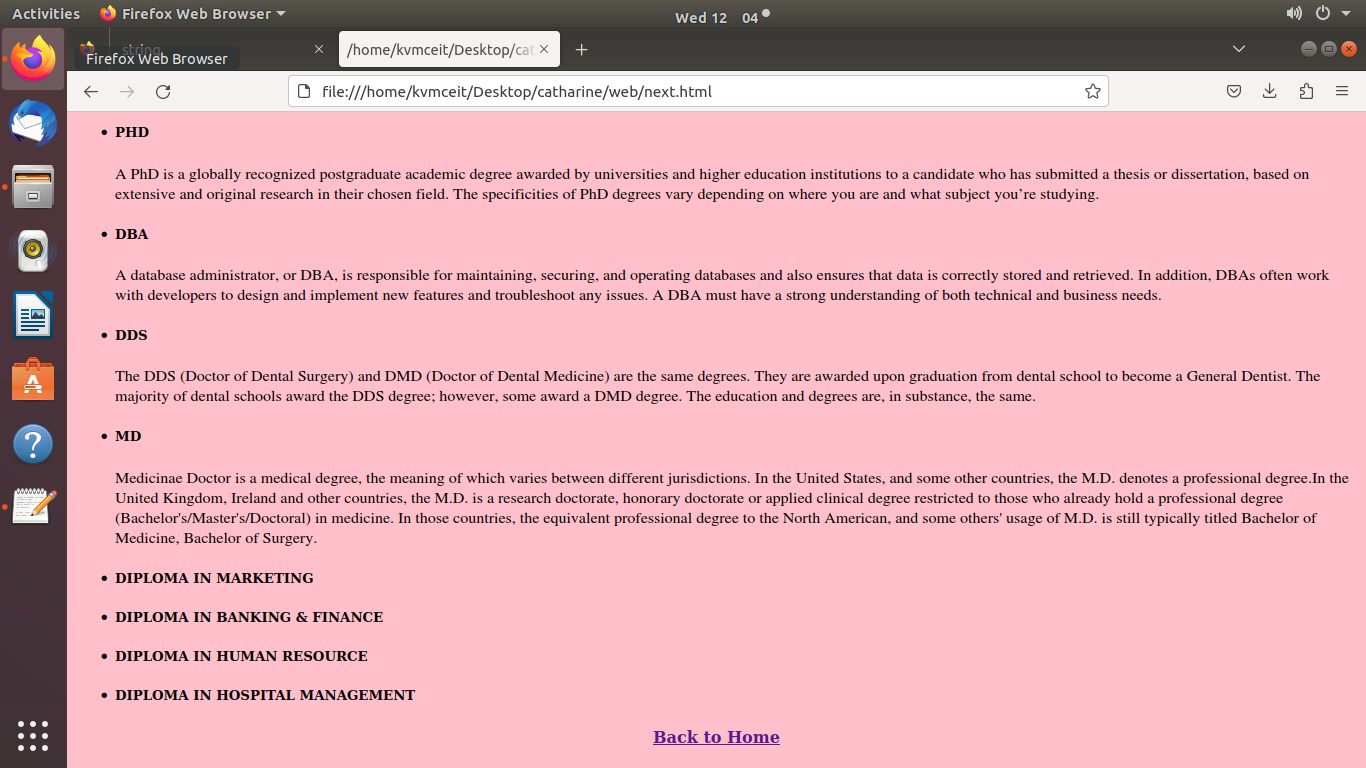 Activities
Firefox Web Browser
Wed 12 04
string
/home/kvmceit/Desktop/cat
Firefox Web Browser
file:///home/kvmceit/Desktop/catharine/web/next.html
• PHD
A PhD is a globally recognized postgraduate academic degree awarded by universities and higher education institutions to a candidate who has submitted a thesis or dissertation, based on
extensive and original research in their chosen field. The specificities of PhD degrees vary depending on where you are and what subject you’re studying.
• DBA
A database administrator, or DBA, is responsible for maintaining, securing, and operating databases and also ensures that data is correctly stored and retrieved. In addition, DBAs often work
with developers to design and implement new features and troubleshoot any issues. A DBA must have a strong understanding of both technical and business needs.
• DDS
The DDS (Doctor of Dental Surgery) and DMD (Doctor of Dental Medicine) are the same degrees. They are awarded upon graduation from dental school to become a General Dentist. The
majority of dental schools award the DDS degree; however, some award a DMD degree. The education and degrees are, in substance, the same.
• MD
Medicinae Doctor is a medical degree, the meaning of which varies between different jurisdictions. In the United States, and some other countries, the M.D. denotes a professional degree.In the
United Kingdom, Ireland and other countries, the M.D. is a research doctorate, honorary doctorate or applied clinical degree restricted to those who already hold a professional degree
(Bachelor's/Master's/Doctoral) in medicine. In those countries, the equivalent professional degree to the North American, and some others' usage of M.D. is still typically titled Bachelor of
Medicine, Bachelor of Surgery.
• DIPLOMA IN MARKETING
• DIPLOMA IN BANKING & FINANCE
• DIPLOMA IN HUMAN RESOURCE
• DIPLOMA IN HOSPITAL MANAGEMENT
Back to Home